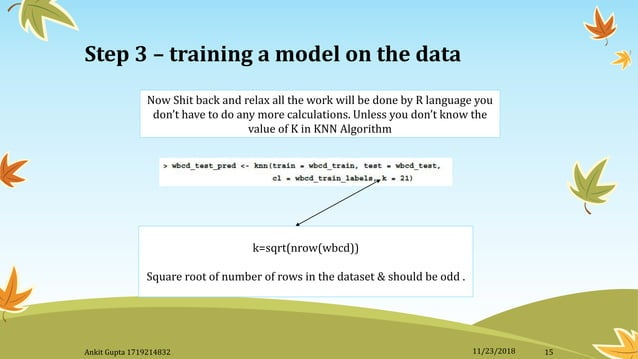 Step 3 – training a model on the data
Now Shit back and relax all the work will be done by R language you
don't have to do any more calculations. Unless you don't know the
value of K in KNN Algorithm
> wbcd_test_pred <- knn(train = wbcd_train, test = wbcd_test,
cl = wbcd_train_labels, k = 21)
k=sqrt(nrow(wbcd))
Square root of number of rows in the dataset & should be odd .
Ankit Gupta 1719214832
11/23/2018
15